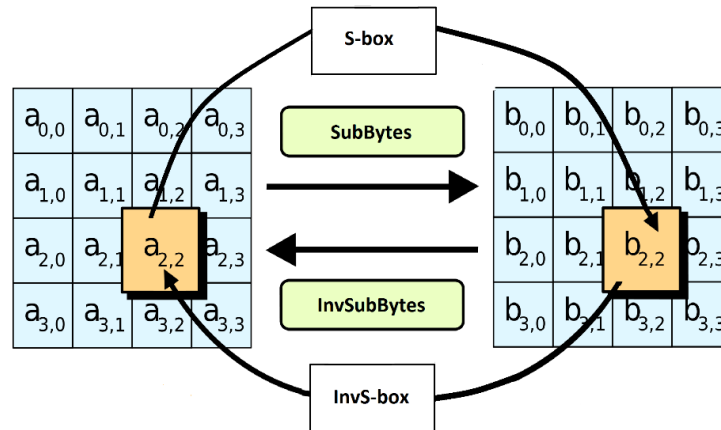 S-box
a0,0 a0,1 a0,2 a0,3
SubBytes
b0,0 b0,1 b0,2 b0,3
a1,0 a1,1 a1,2 a1,3
b1,0 b1,1 b1,2 b1,3
a2,0 a2,1 a2,2 a2,3
b2,0 b2,1 b2,2 b2,3
InvSubBytes
a3,0 a3,1 a3,2 a3,3
b3,0 b3,1 b3,2 b3,3
InvS-box